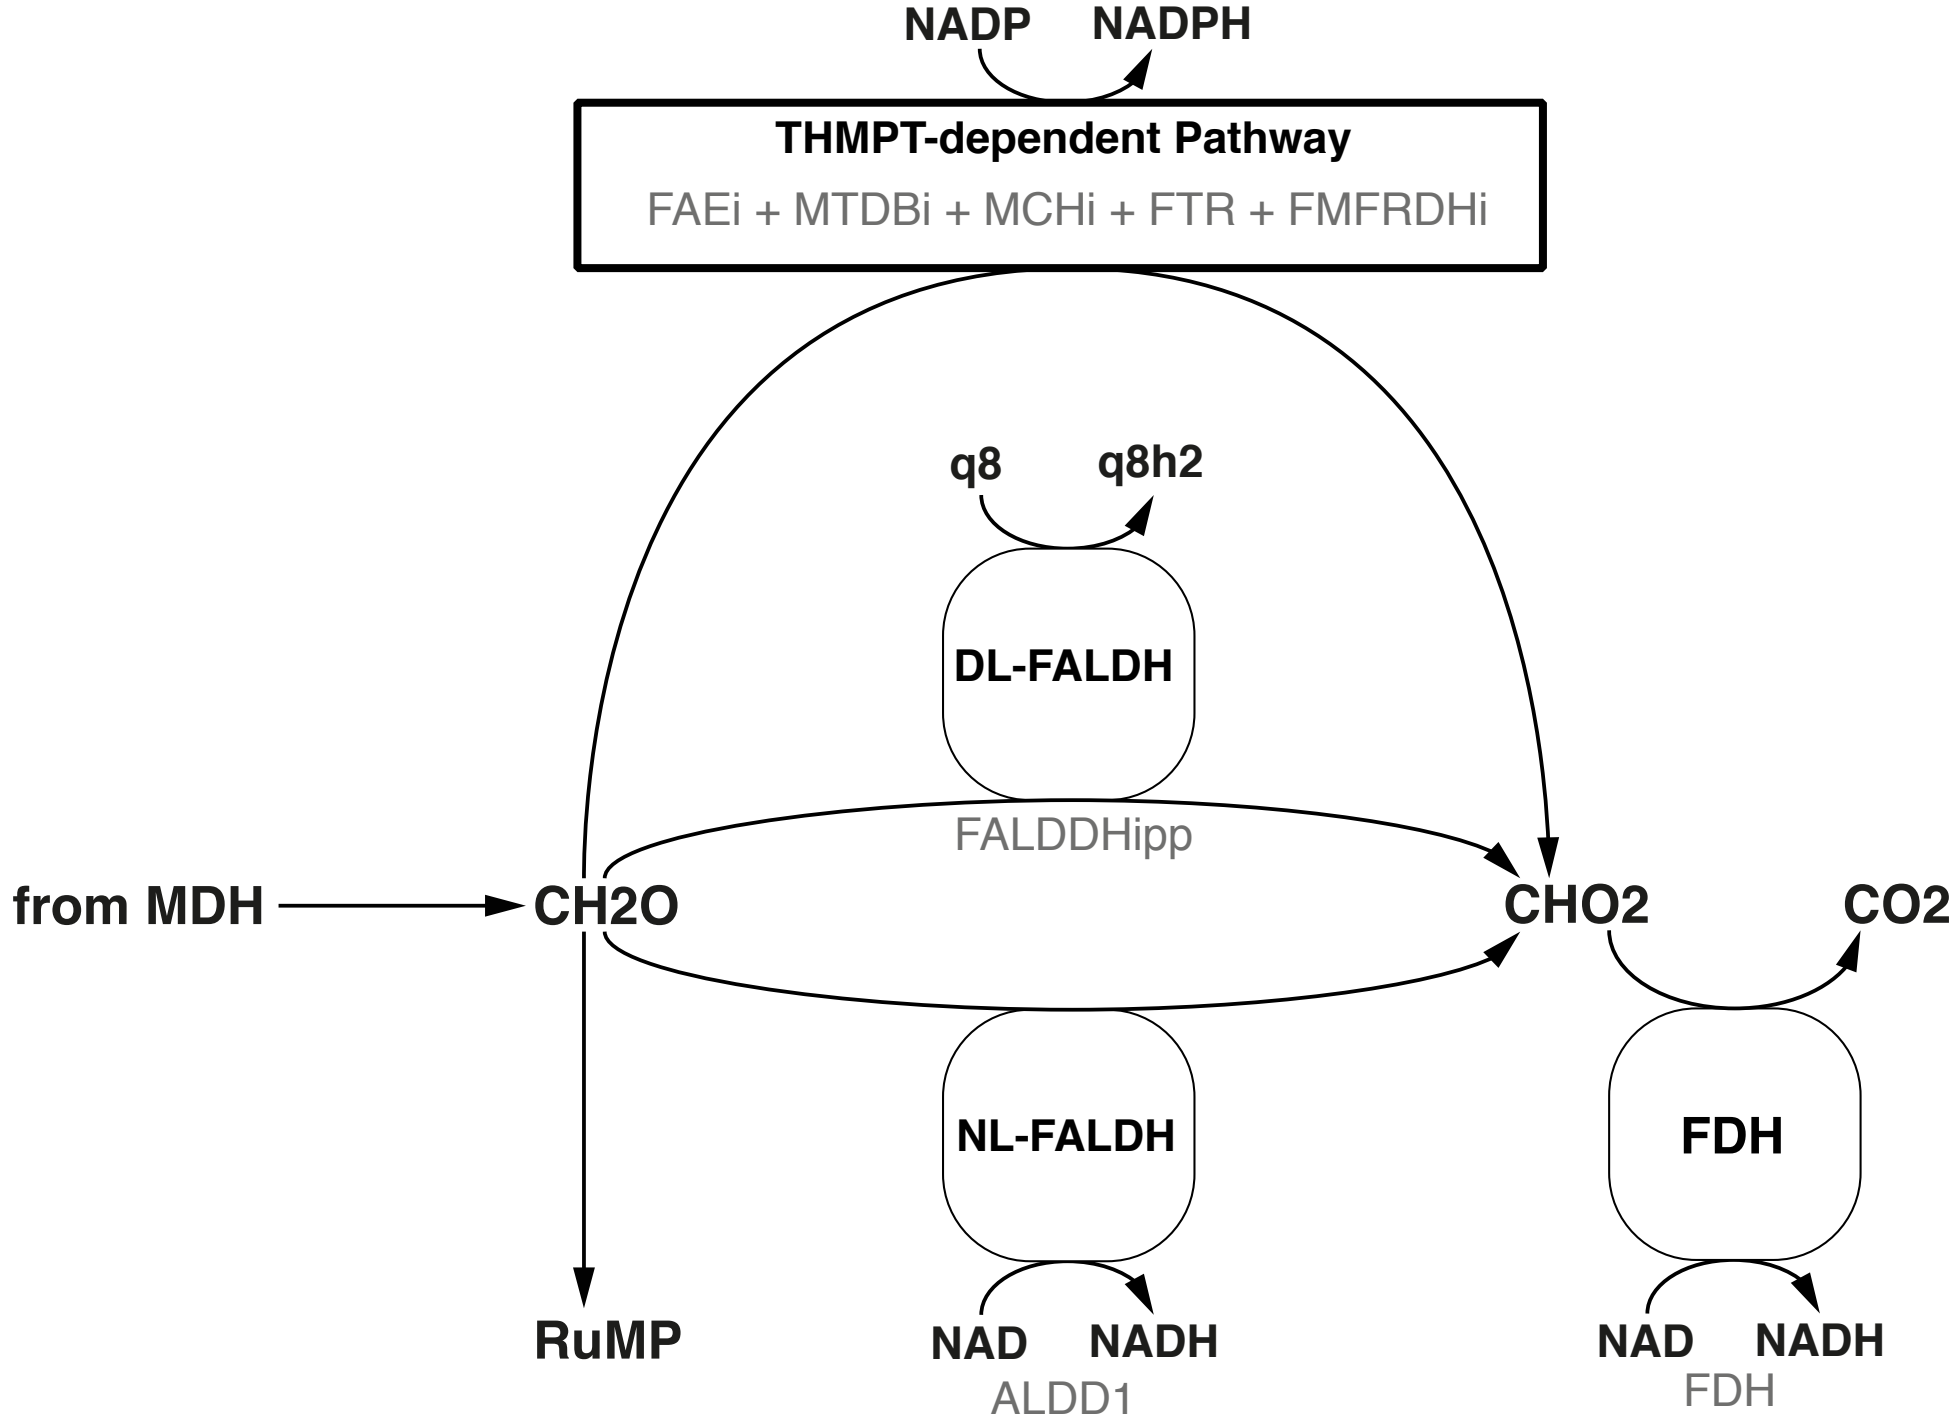 NADP NADPH
THMPT-dependent Pathway
FAEi + MTDBi + MCHi + FTR + FMFRDHi
q8 q8h2
DL-FALDH
FALDDHipp
from MDH CH2O CHO2 CO2
NL-FALDH FDH
RuMP NAD NADH NAD NADH
ALDD1 FDH